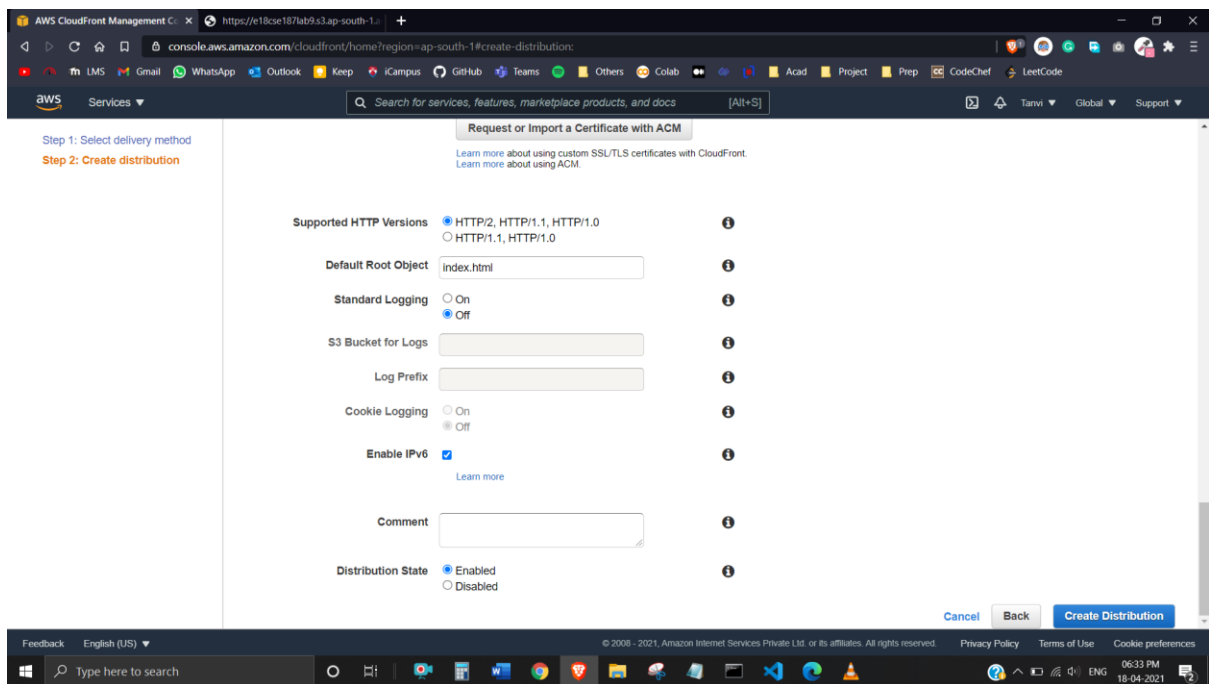 AWS CloudFront Management Co
https://e18cse187lab9.s3.ap-south-1.a
console.aws.amazon.com/cloudfront/home?region=ap-south-1#create-distribution:
LMS Gmail WhatsApp Outlook Keep iCampus GitHub Teams Others Colab Acad Project Prep CC CodeChef LeetCode
aws Services Search for services, features, marketplace products, and docs [Alt+S] Tanvi Global Support
Step 1: Select delivery method
Step 2: Create distribution
Request or Import a Certificate with ACM
Learn more about using custom SSL/TLS certificates with CloudFront.
Learn more about using ACM.
Supported HTTP Versions HTTP/2, HTTP/1.1, HTTP/1.0
HTTP/1.1, HTTP/1.0
Default Root Object index.html
Standard Logging On
Off
S3 Bucket for Logs
Log Prefix
Cookie Logging On
Off
Enable IPv6
Learn more
Comment
Distribution State Enabled
Disabled
Cancel Back Create Distribution
Feedback English (US) © 2008 - 2021, Amazon Internet Services Private Ltd. or its affiliates. All rights reserved. Privacy Policy Terms of Use Cookie preferences
Type here to search ENG 06:33 PM
18-04-2021